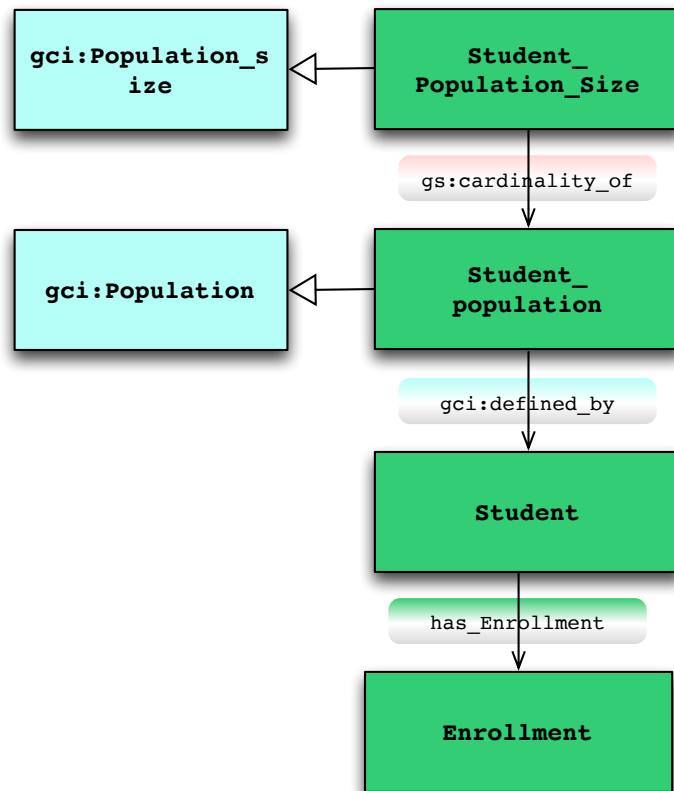 gci:Population_s
ize
Student_
Population_Size
gs:cardinality_of
gci:Population
Student_
population
gci:defined_by
Student
has_Enrollment
Enrollment